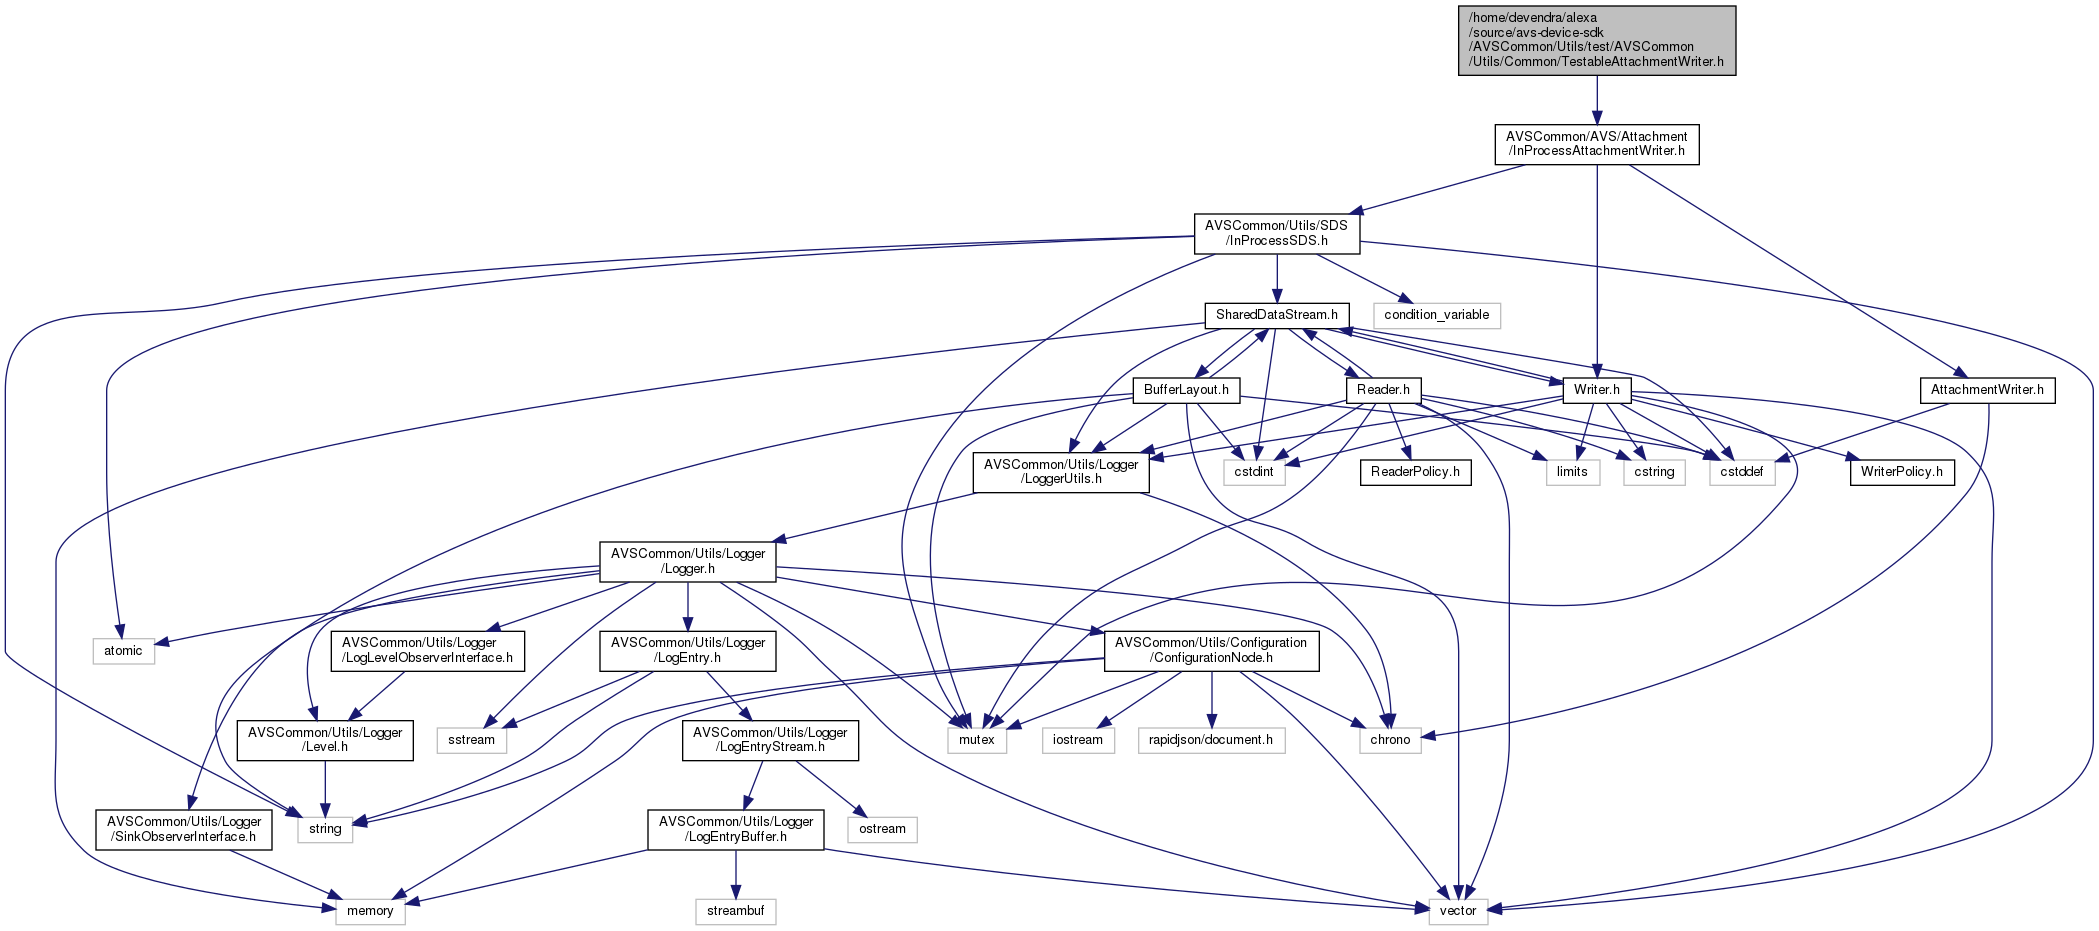 /home/devendra/alexa
/source/avs-device-sdk
/AVSCommon/Utils/test/AVSCommon
/Utils/Common/TestableAttachmentWriter.h
AVSCommon/AVS/Attachment
/InProcessAttachmentWriter.h
AVSCommon/Utils/SDS
/InProcessSDS.h
SharedDataStream.h
condition_variable
BufferLayout.h
Reader.h
Writer.h
AttachmentWriter.h
AVSCommon/Utils/Logger
/LoggerUtils.h
cstdint
ReaderPolicy.h
limits
cstring
cstddef
WriterPolicy.h
AVSCommon/Utils/Logger
/Logger.h
atomic
AVSCommon/Utils/Logger
/LogLevelObserverInterface.h
AVSCommon/Utils/Logger
/LogEntry.h
AVSCommon/Utils/Configuration
/ConfigurationNode.h
AVSCommon/Utils/Logger
/Level.h
sstream
AVSCommon/Utils/Logger
/LogEntryStream.h
mutex
iostream
rapidjson/document.h
chrono
AVSCommon/Utils/Logger
/SinkObserverInterface.h
string
AVSCommon/Utils/Logger
/LogEntryBuffer.h
ostream
memory
streambuf
vector